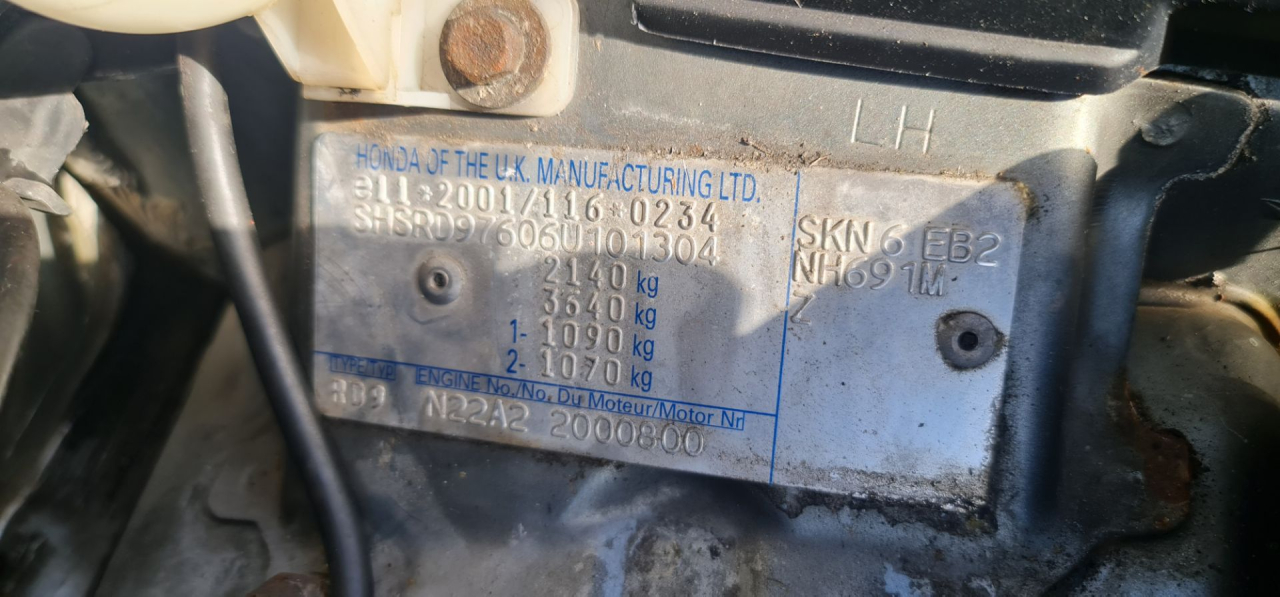 LH
HONDA OF THE U.K. MANUFACTURING LTD.
e11*2001/116*0234
SHSRD97606U101304
2140 kg
3640 kg
1- 1090 kg
2- 1070 kg
TYPE/TYP ENGINE No./No. Du Moteur/Motor Nr
RD9 N22A2 2000800
SKN 6 EB2
NH691M
Z